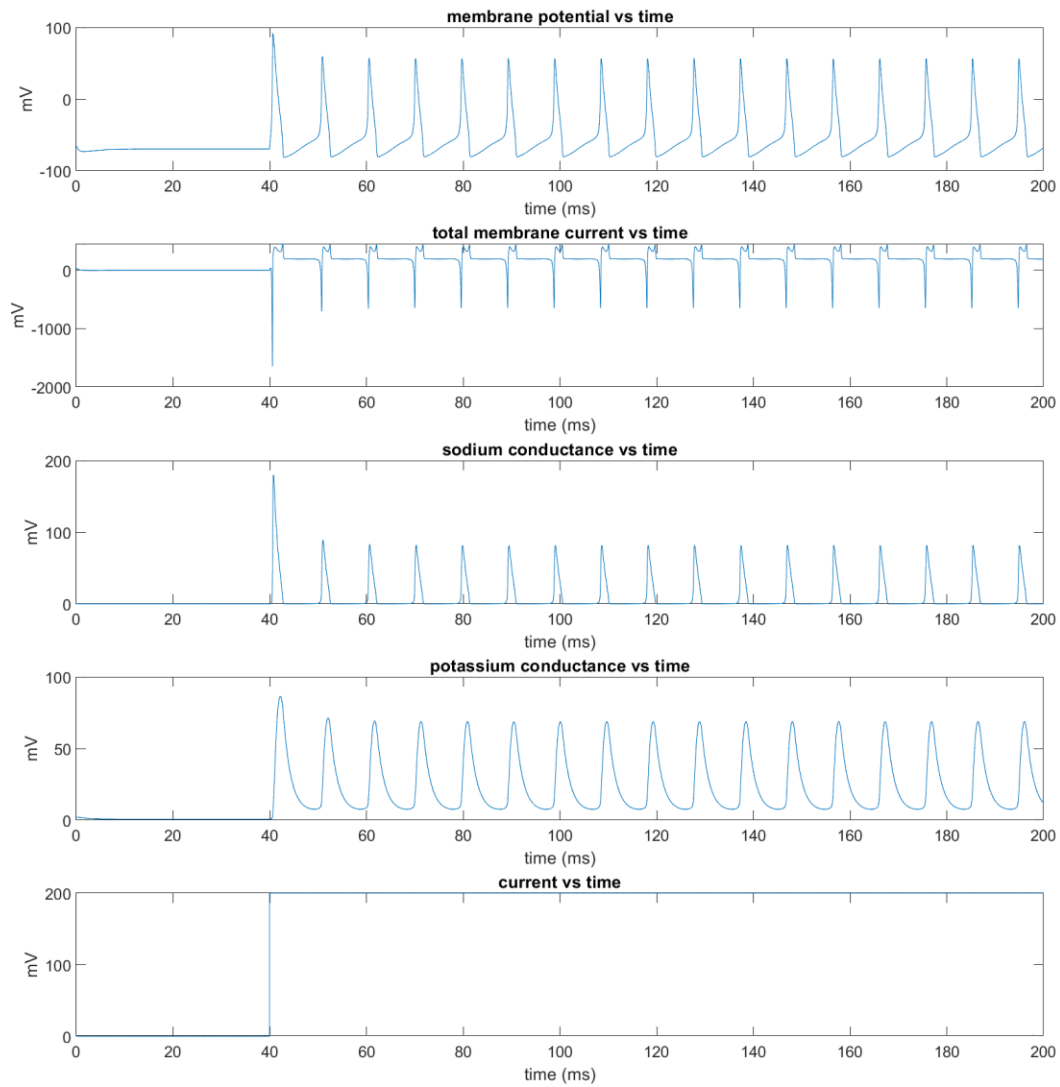 membrane potential vs time
100
0
-100
mV
0 20 40 60 80 100 120 140 160 180 200
time (ms)
total membrane current vs time
0
-1000
-2000
mV
0 20 40 60 80 100 120 140 160 180 200
time (ms)
sodium conductance vs time
200
100
0
mV
0 20 40 60 80 100 120 140 160 180 200
time (ms)
potassium conductance vs time
100
50
0
mV
0 20 40 60 80 100 120 140 160 180 200
time (ms)
current vs time
200
100
0
mV
0 20 40 60 80 100 120 140 160 180 200
time (ms)